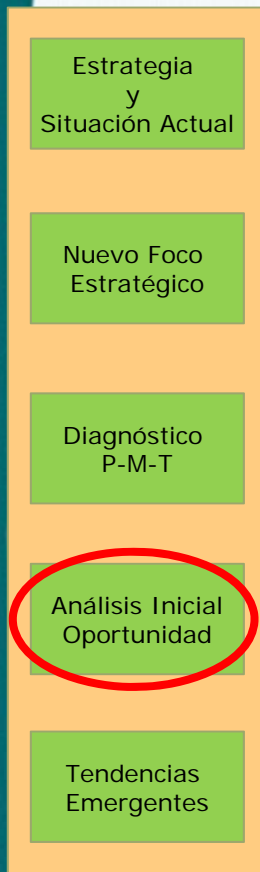 Estrategia
y
Situación Actual
Nuevo Foco
Estratégico
Diagnóstico
P-M-T
Análisis Inicial
Oportunidad
Tendencias
Emergentes